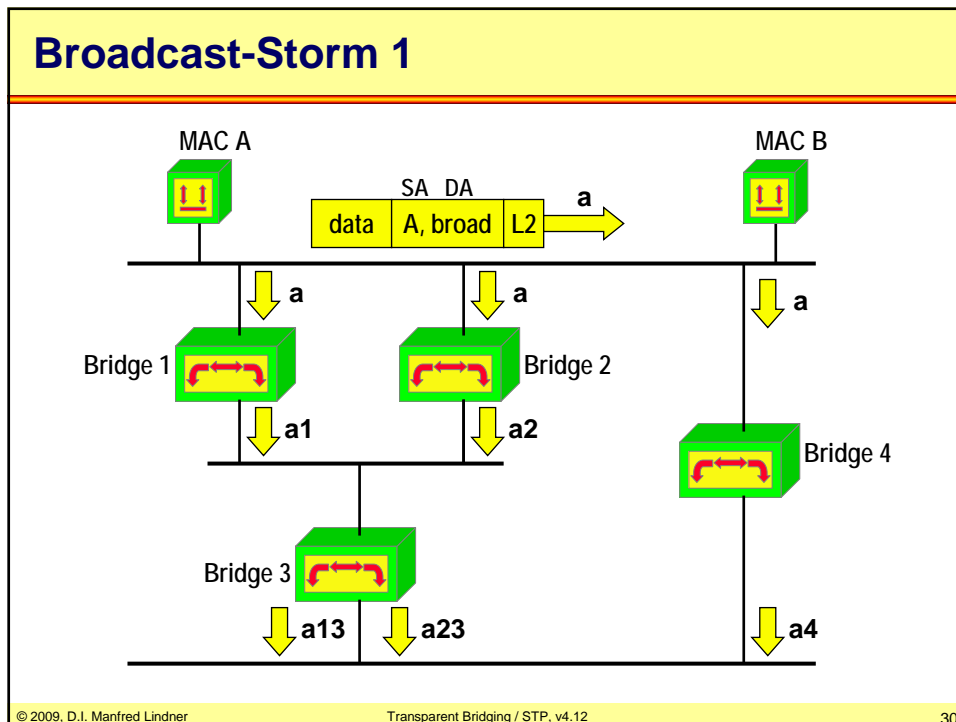 Broadcast-Storm 1
MAC A
MAC B
SA DA
a
data A, broad L2
a a a
Bridge 1 Bridge 2
a1 a2
Bridge 4
Bridge 3
a13 a23 a4
© 2009, D.I. Manfred Lindner Transparent Bridging / STP, v4.12 30